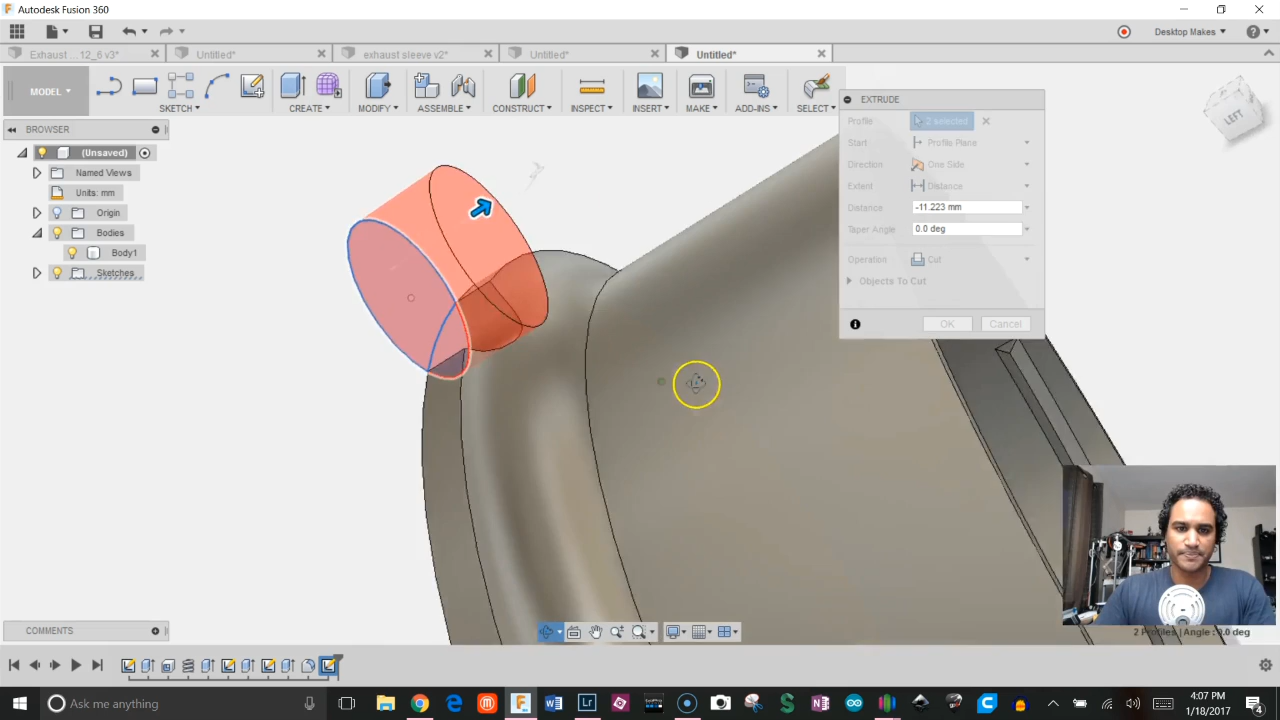 Autodesk Fusion 360
Desktop Makes
Exhaust ... 12_6 v3*
Untitled*
exhaust sleeve v2*
Untitled*
Untitled*
MODEL
SKETCH
CREATE
MODIFY
ASSEMBLE
CONSTRUCT
INSPECT
INSERT
MAKE
ADD-INS
SELECT
BROWSER
(Unsaved)
Named Views
Units: mm
Origin
Bodies
Body1
Sketches
EXTRUDE
Profile
2 selected
Start
Profile Plane
Direction
One Side
Extent
Distance
Distance
-11.223 mm
Taper Angle
0.0 deg
Operation
Cut
Objects To Cut
OK
Cancel
LEFT
COMMENTS
2 Profiles | Angle : 0.0 deg
Ask me anything
4:07 PM
1/18/2017